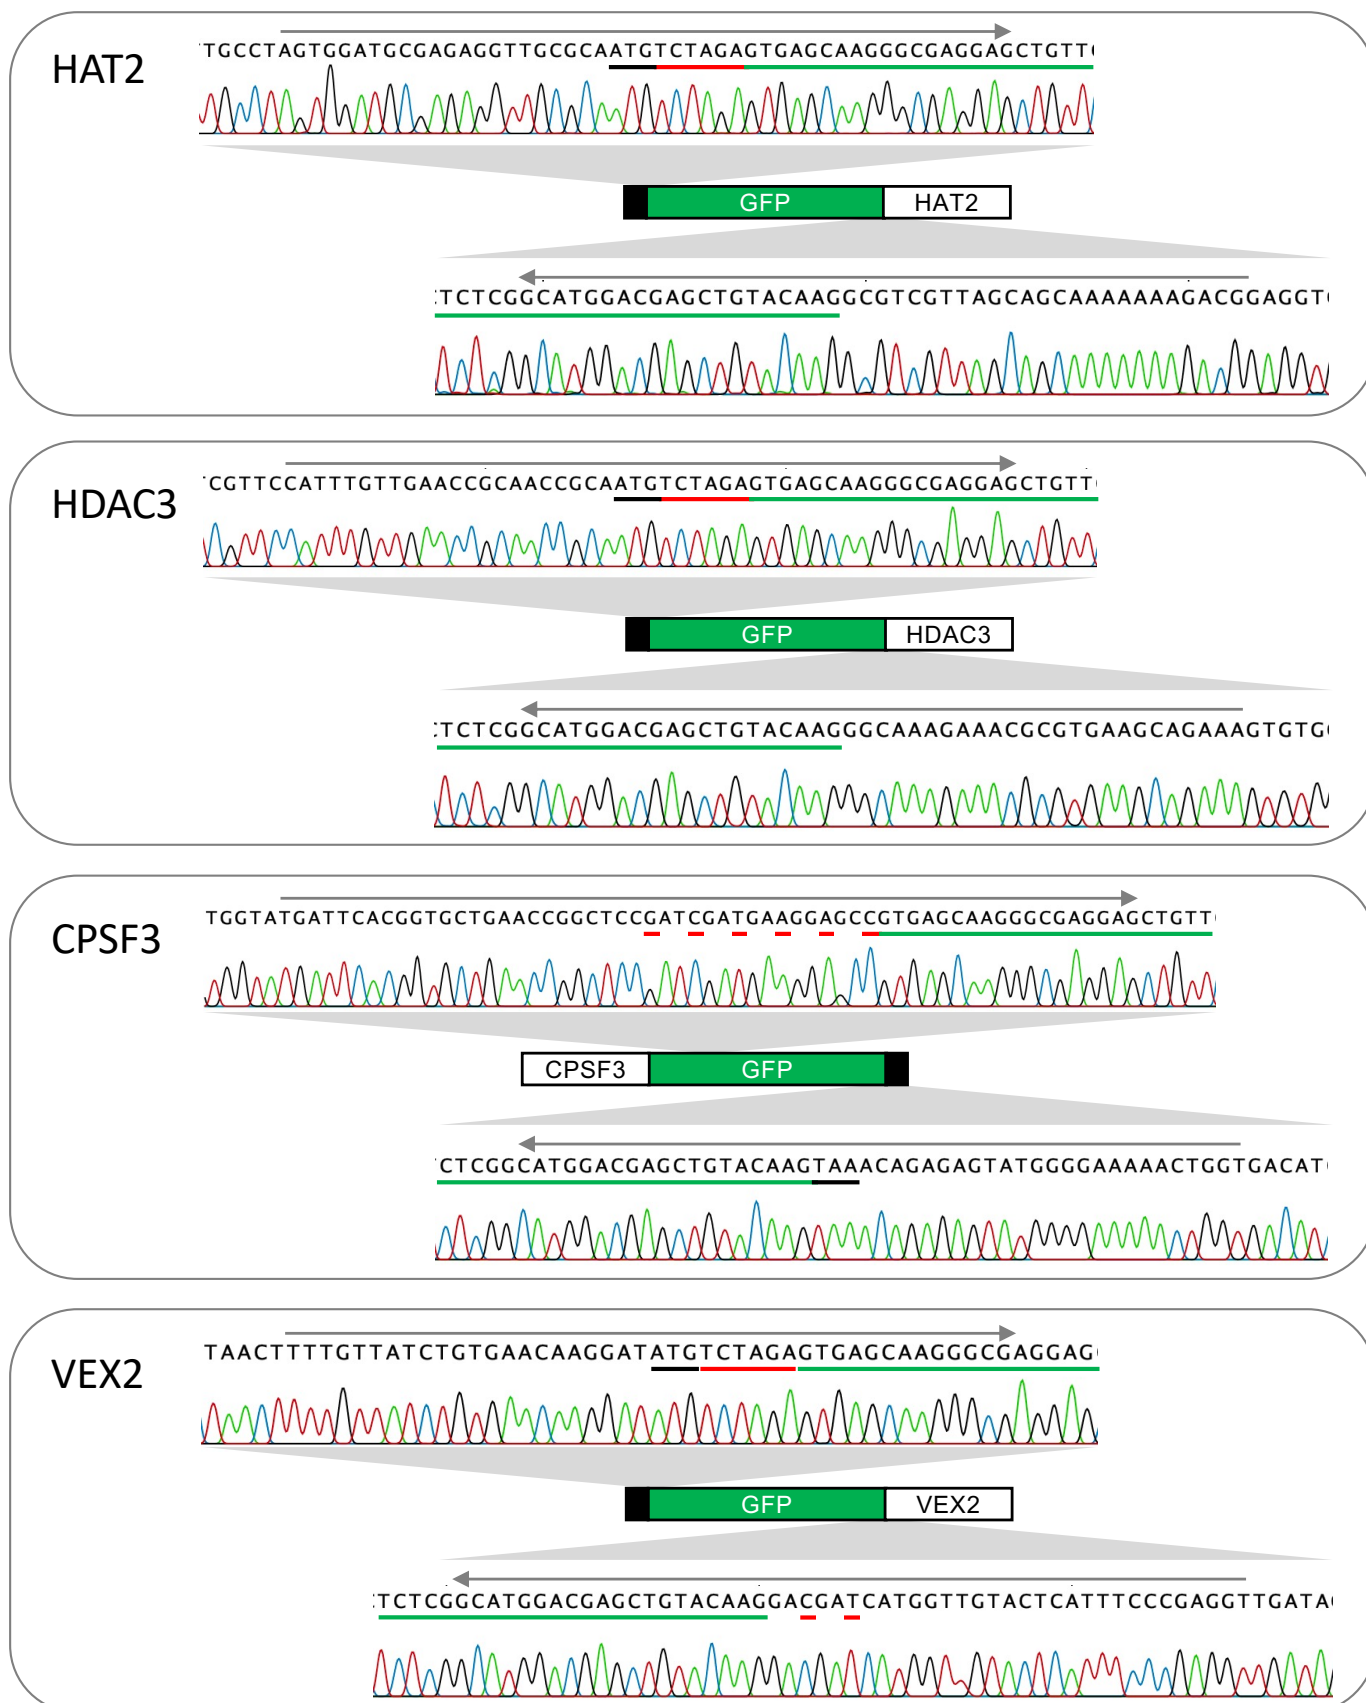 HAT2
TGCCTAGTGGATGCGAGAGGTTGCGCAATGTCTAGAGTGAGCAAGGGCGAGGAGCTGTT
GFP HAT2
TCTCGGCATGGACGAGCTGTACAAGGCGTCGTTAGCAGCAAAAAAAGACGGAGGT
HDAC3
CGTTCCATTTGTTGAACCGCAACCGCAATGTCTAGAGTGAGCAAGGGCGAGGAGCTGTT
GFP HDAC3
TCTCGGCATGGACGAGCTGTACAAGGGCAAAGAAACGCGTGAAGCAGAAAGTGTG
CPSF3
TGGTATGATTCACGGTGCTGAACCGGCTCCGATCGATGAAGGAGCCGTGAGCAAGGGCGAGGAGCTGTT
CPSF3 GFP
CTCGGCATGGACGAGCTGTACAAGTAAACAGAGAGTATGGGGAAAAACTGGTGACAT
VEX2
TAACTTTTGTTATCTGTGAACAAGGATATGTCTAGAGTGAGCAAGGGCGAGGAG
GFP VEX2
TCTCGGCATGGACGAGCTGTACAAGGACGATCATGGTTGTACTCATTTCCCGAGGTTGATA